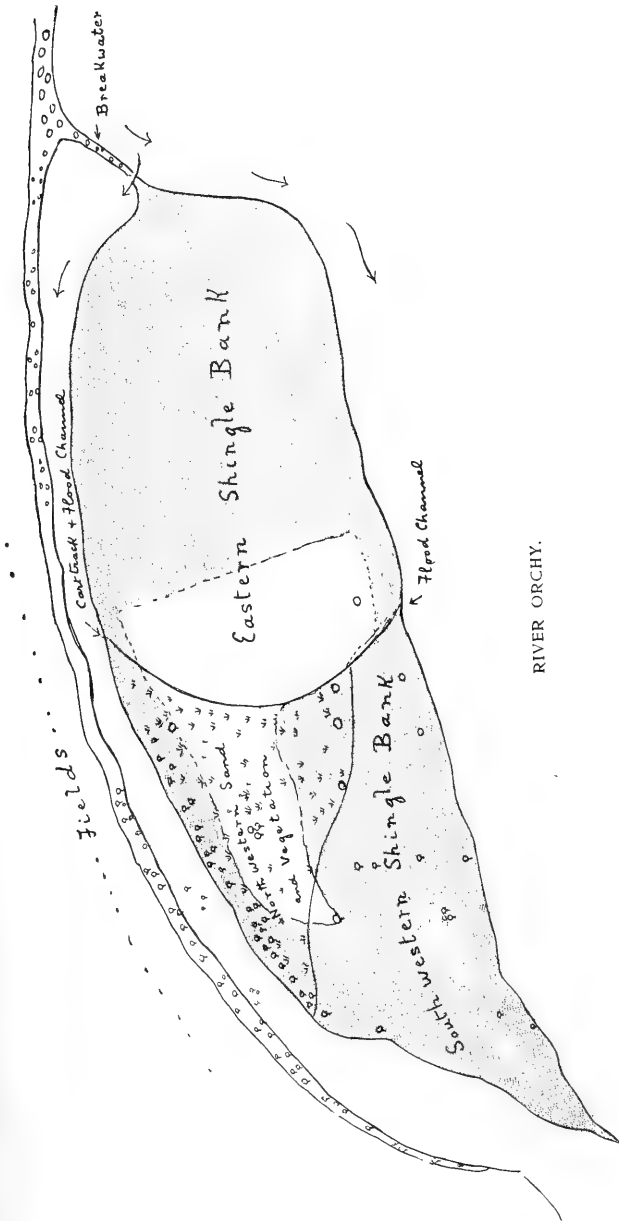 Breakwater
Fields
Cart track + Flood Channel
Eastern Shingle Bank
Flood Channel
North Western Sand
and Vegetation
South Western Shingle Bank
RIVER ORCHY.